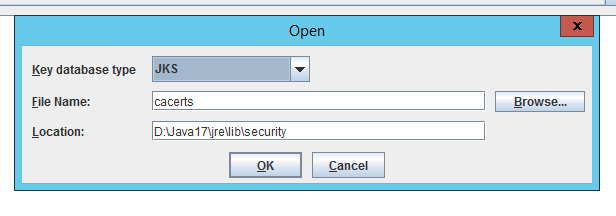 Open
x
Key database type JKS
File Name: cacerts Browse...
Location: D:\Java17\jre\lib\security
OK Cancel